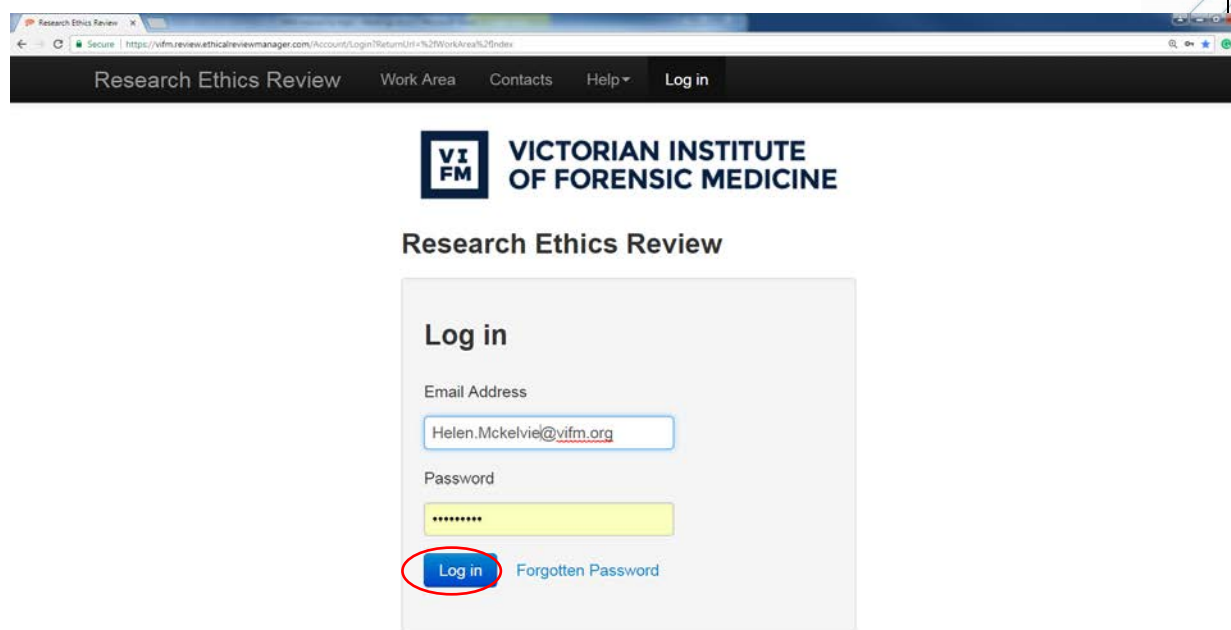 Research Ethics Review
Secure | https://vifm.review.ethicalreviewmanager.com/Account/Login?ReturnUrl=%2fWorkArea%2fIndex
Research Ethics Review Work Area Contacts Help Log in
VI
FM
VICTORIAN INSTITUTE
OF FORENSIC MEDICINE
Research Ethics Review
Log in
Email Address
Helen.Mckelvie@vifm.org
Password
•••••••••
Log in Forgotten Password